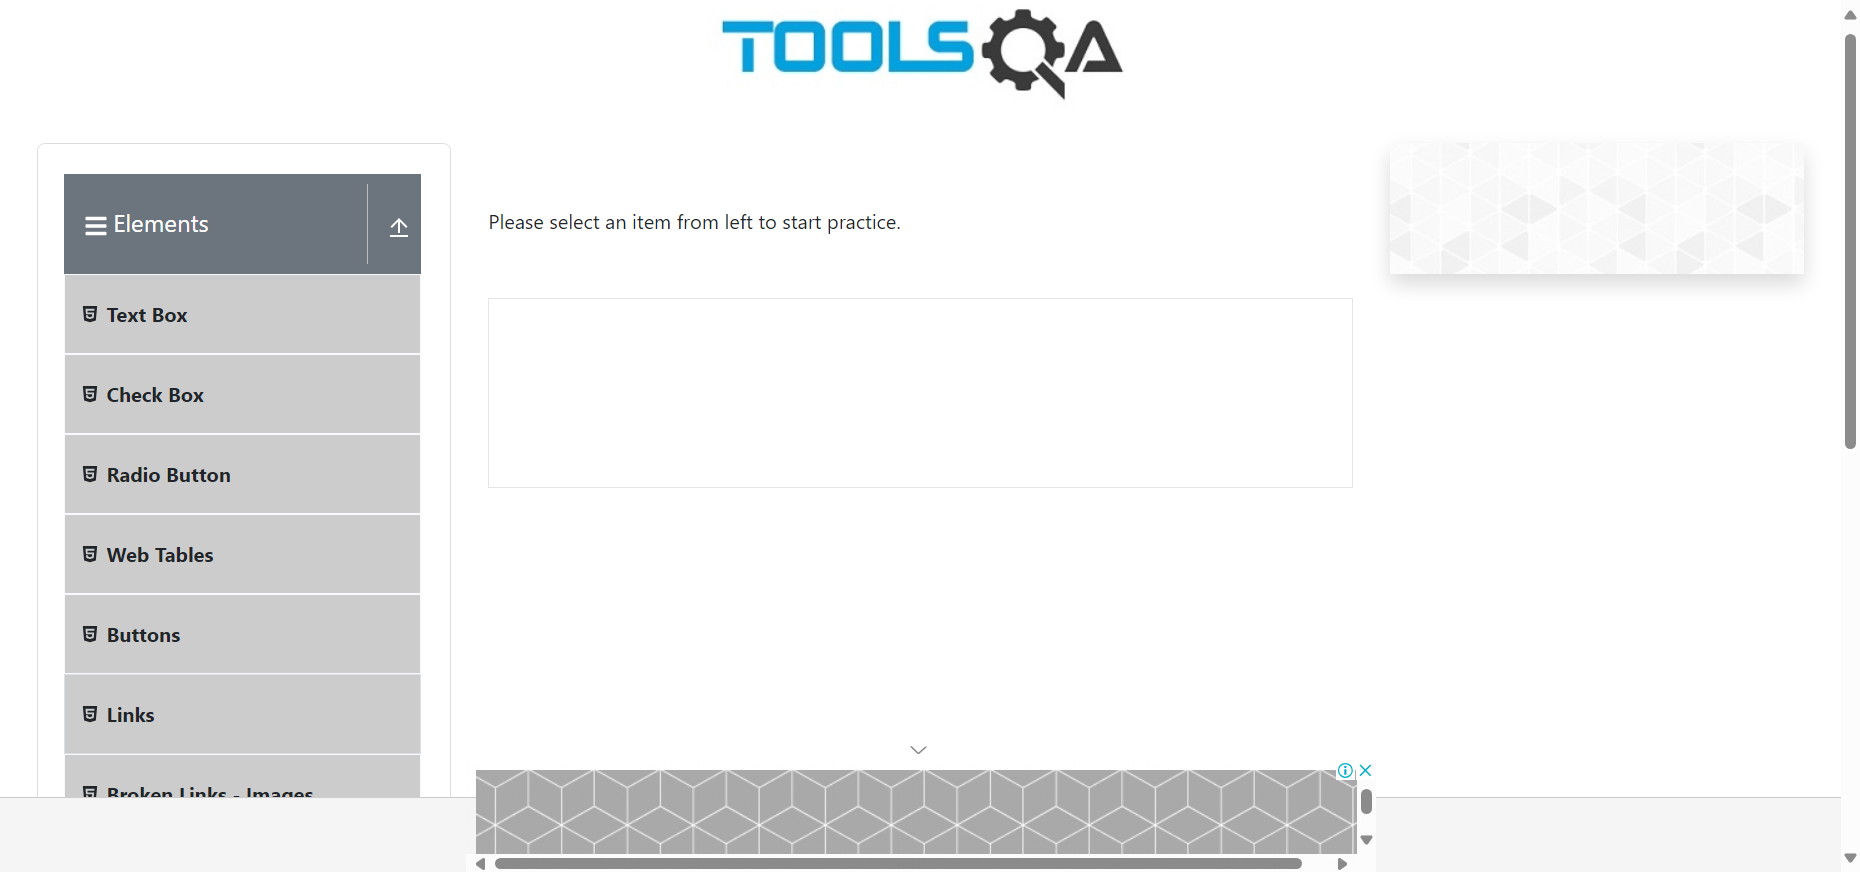 TOOLSQA
Elements
Please select an item from left to start practice.
Text Box
Check Box
Radio Button
Web Tables
Buttons
Links
Broken Links - Images